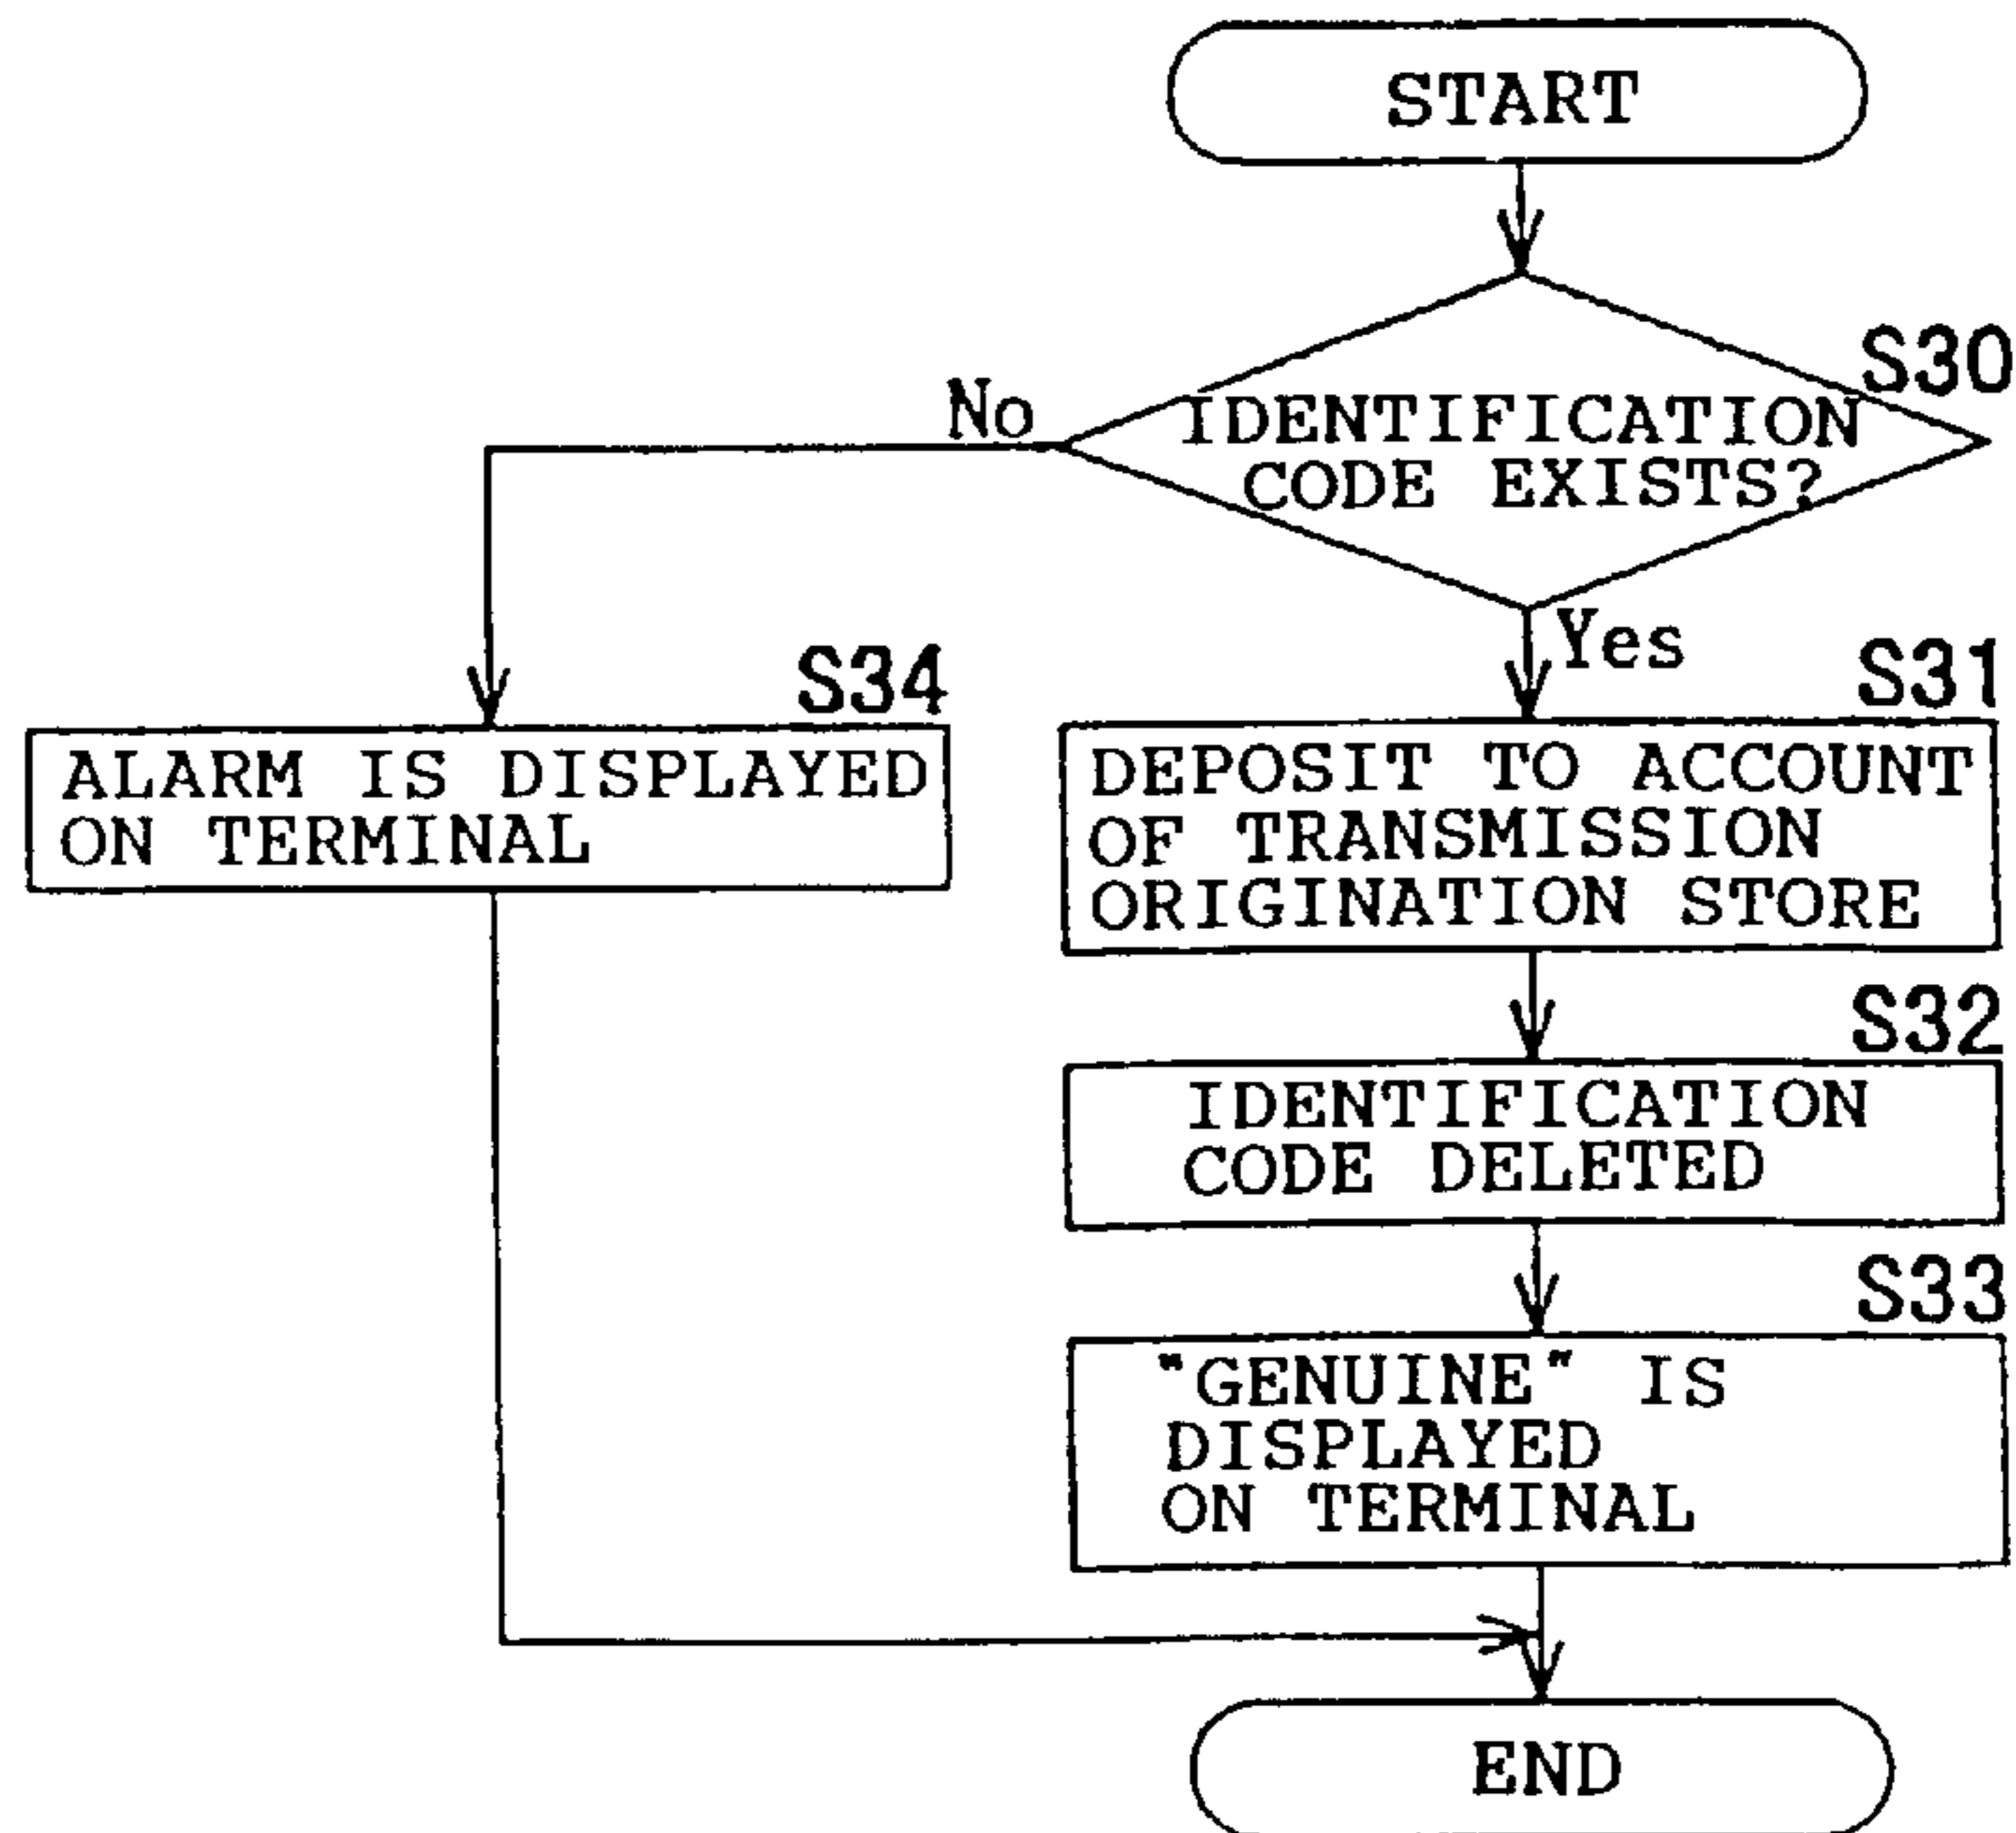 START
S30
No
IDENTIFICATION
CODE EXISTS?
Yes
S34
S31
ALARM IS DISPLAYED
ON TERMINAL
DEPOSIT TO ACCOUNT
OF TRANSMISSION
ORIGINATION STORE
S32
IDENTIFICATION
CODE DELETED
S33
"GENUINE" IS
DISPLAYED
ON TERMINAL
END